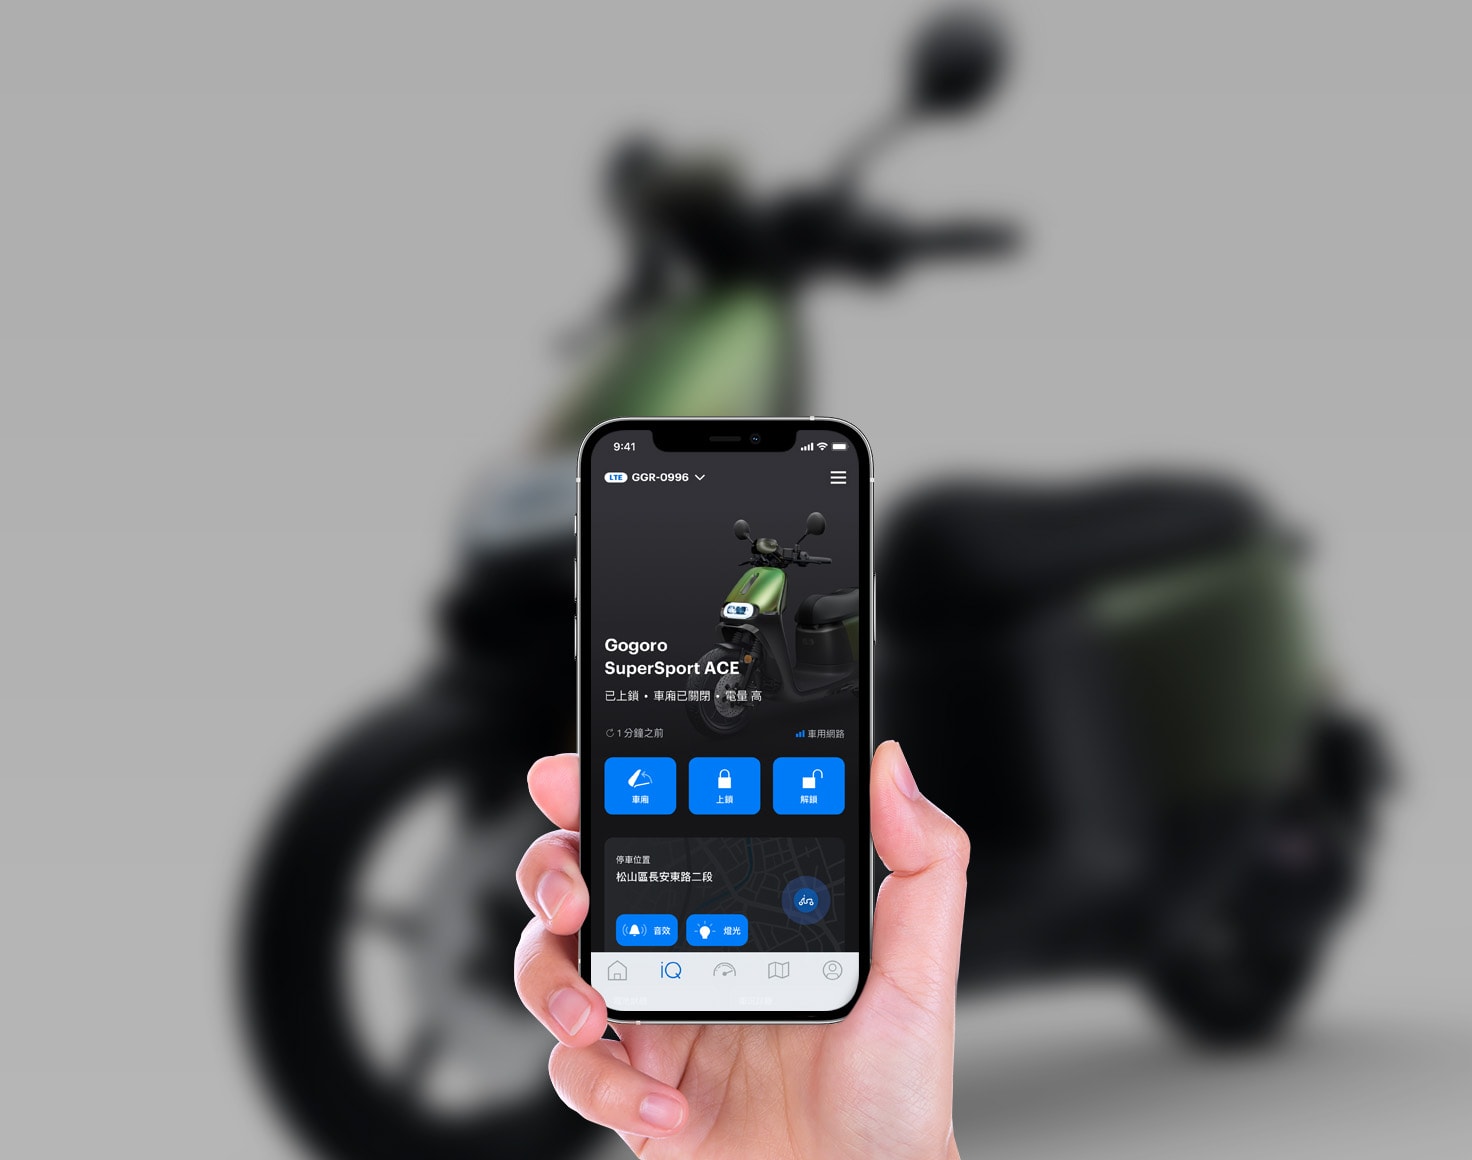 9:41
LTE GGR-0996
Gogoro
SuperSport ACE
已上鎖 • 車廂已關閉 • 電量 高
1 分鐘之前
車用網路
車廂
上鎖
解鎖
停車位置
松山區長安東路二段
音效
燈光
iQ